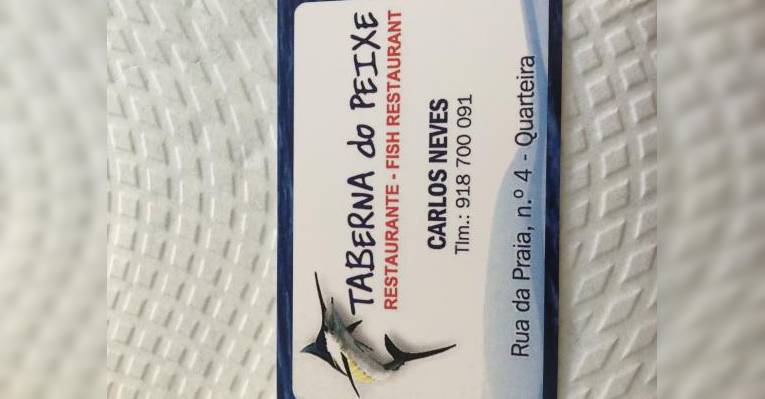 TABERNA do PEIXE
RESTAURANTE - FISH RESTAURANT
CARLOS NEVES
Tlm.: 918 700 091
Rua da Praia, n.º 4 - Quarteira